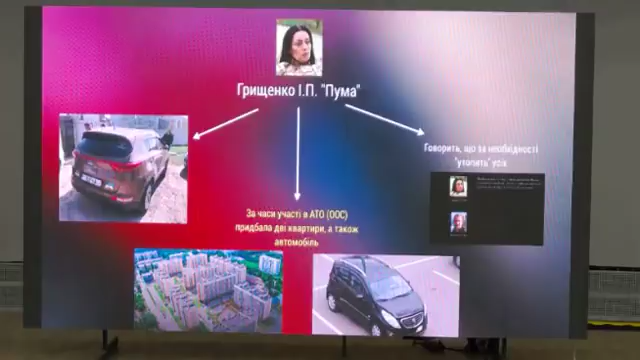 Грищенко І.П. "Пума"
Говорить, що за необхідності
"утопить" усіх
За часи участі в АТО (ООС)
придбала дві квартири, а також
автомобіль